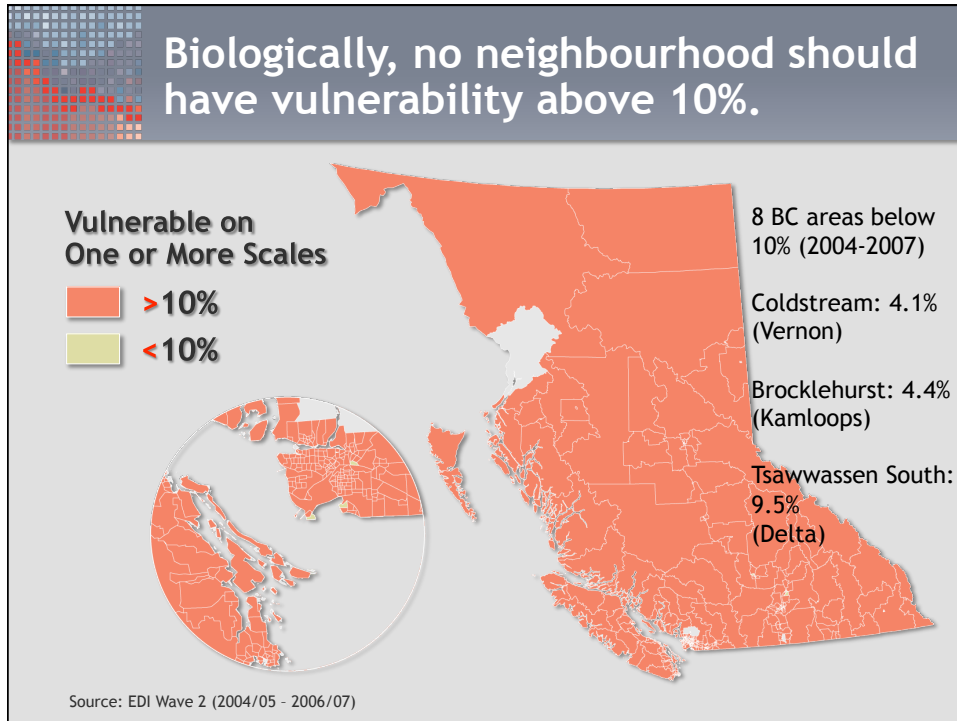 Biologically, no neighbourhood should
have vulnerability above 10%.
Vulnerable on
One or More Scales
>10%
<10%
8 BC areas below
10% (2004-2007)
Coldstream: 4.1%
(Vernon)
Brocklehurst: 4.4%
(Kamloops)
Tsawwassen South:
9.5%
(Delta)
Source: EDI Wave 2 (2004/05 - 2006/07)